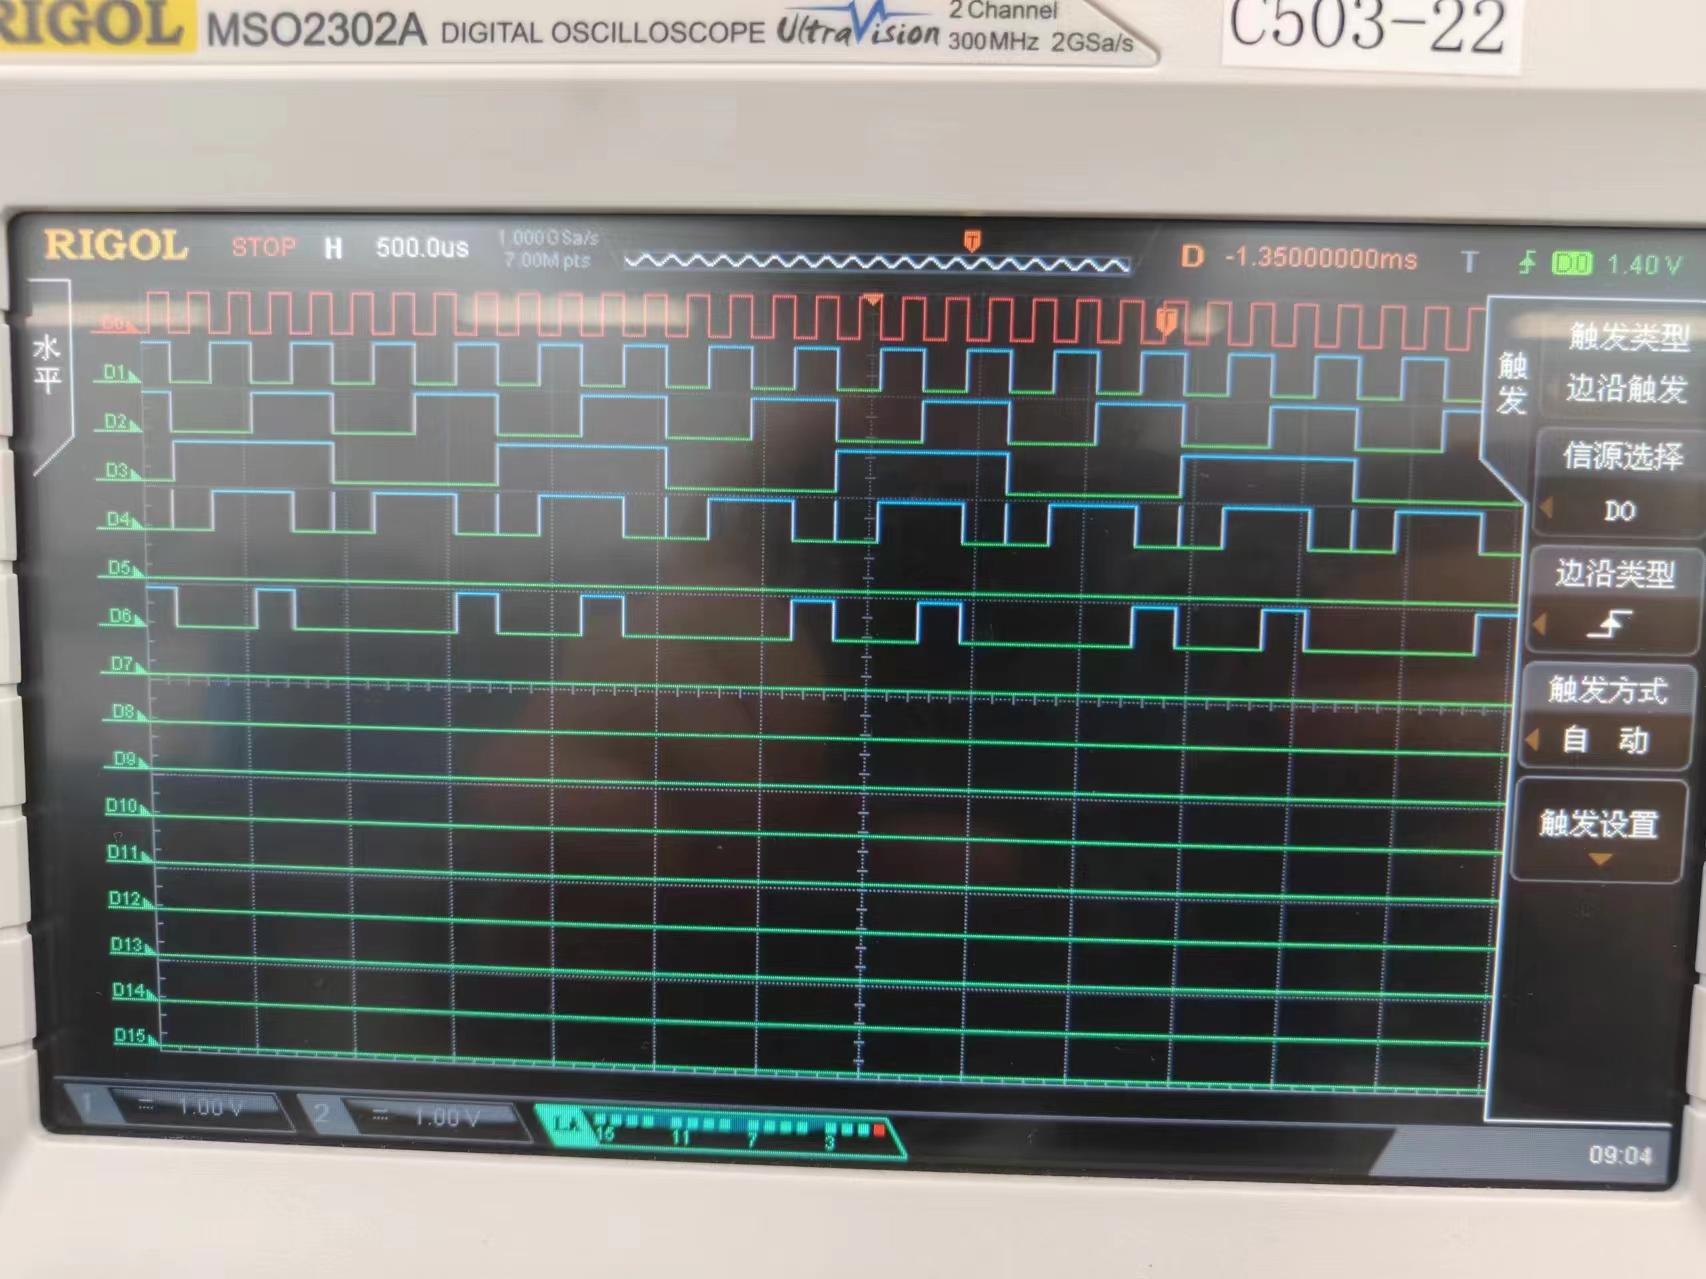 RIGOL MSO2302A DIGITAL OSCILLOSCOPE UltraVision 2 Channel
300MHz 2GSa/s
C503-22
RIGOL STOP H 500.0us 1.000GSa/s
7.00M pts
D -1.35000000ms T D0 1.40 V
水平
触发
触发类型
边沿触发
信源选择
D0
边沿类型
触发方式
自 动
触发设置
D1
D2
D3
D4
D5
D6
D7
D8
D9
D10
D11
D12
D13
D14
D15
1 1.00 V
2 1.00 V
LA 15 11 7 3
09:04